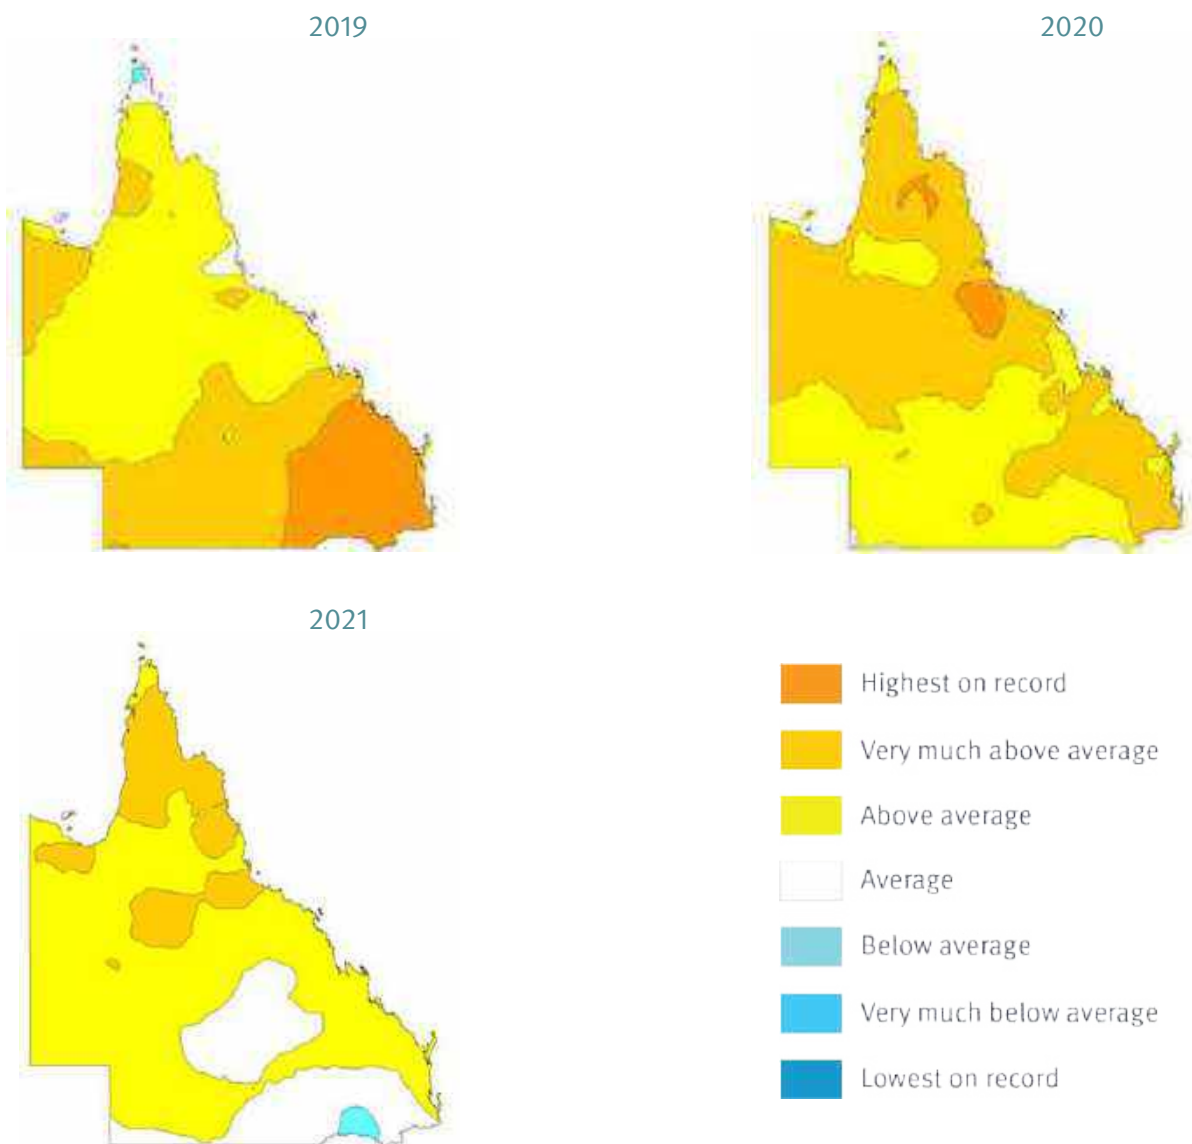 2019
2020
2021
Highest on record
Very much above average
Above average
Average
Below average
Very much below average
Lowest on record